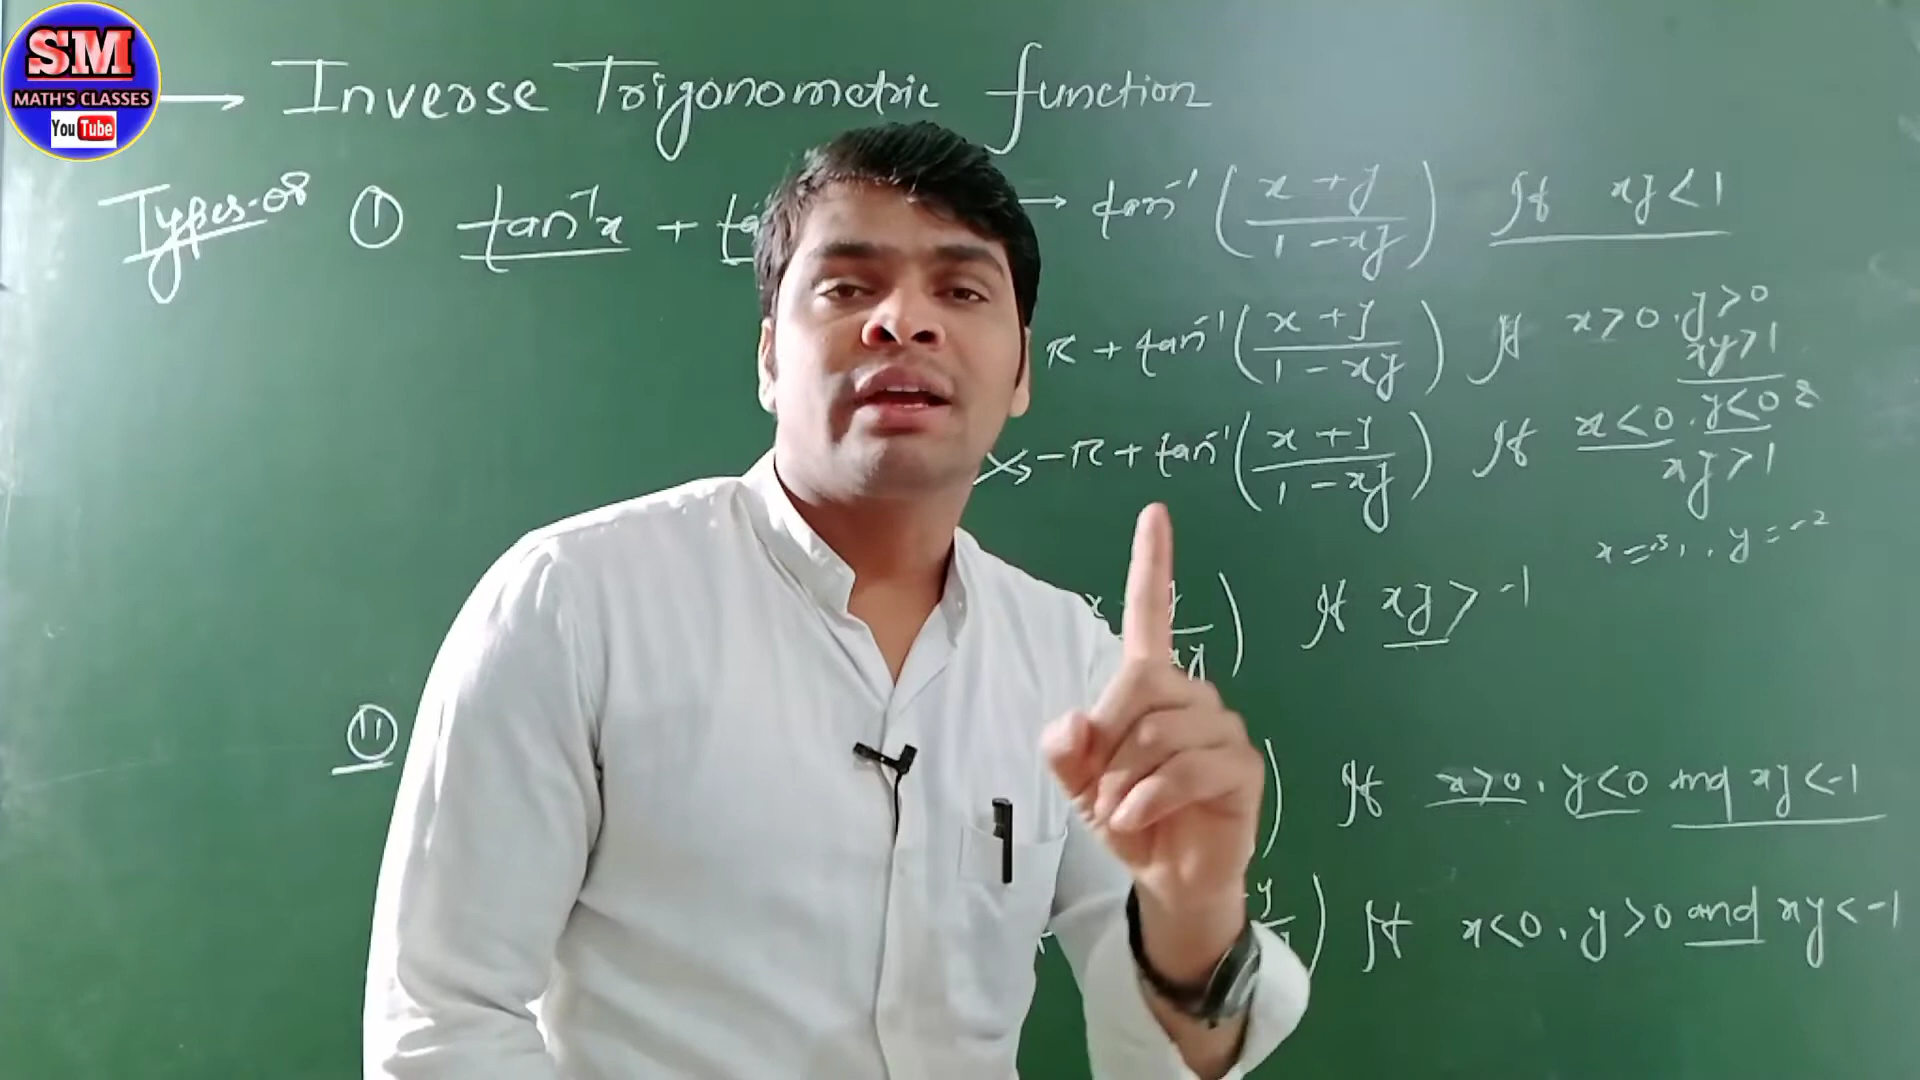 SM
MATH'S CLASSES
YouTube
→ Inverse Trigonometric function
Types-or ① tan⁻¹x + → tan⁻¹ (x + y / 1 - xy) If xy < 1
π + tan⁻¹ (x + y / 1 - xy) If x > 0, y > 0
xy > 1
-π + tan⁻¹ (x + y / 1 - xy) If x < 0, y < 0 &
xy > 1
x = -3, y = -2
If xy > -1
⑪
If x > 0, y < 0 and xy < -1
If x < 0, y > 0 and xy < -1